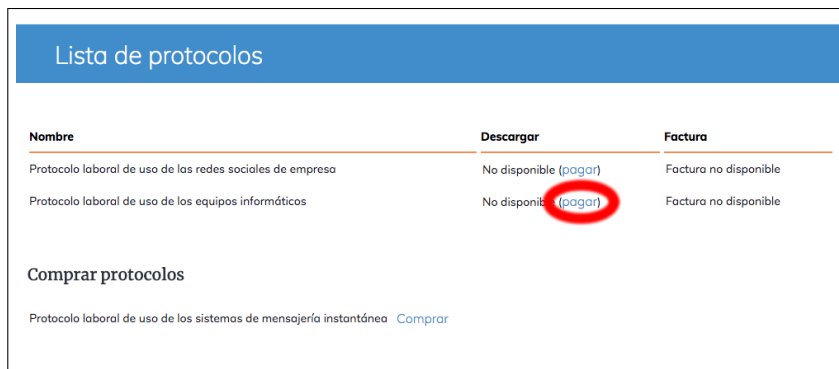 Lista de protocolos
Nombre Descargar Factura
Protocolo laboral de uso de las redes sociales de empresa No disponible (pagar) Factura no disponible
Protocolo laboral de uso de los equipos informáticos No disponible (pagar) Factura no disponible
Comprar protocolos
Protocolo laboral de uso de los sistemas de mensajería instantánea Comprar